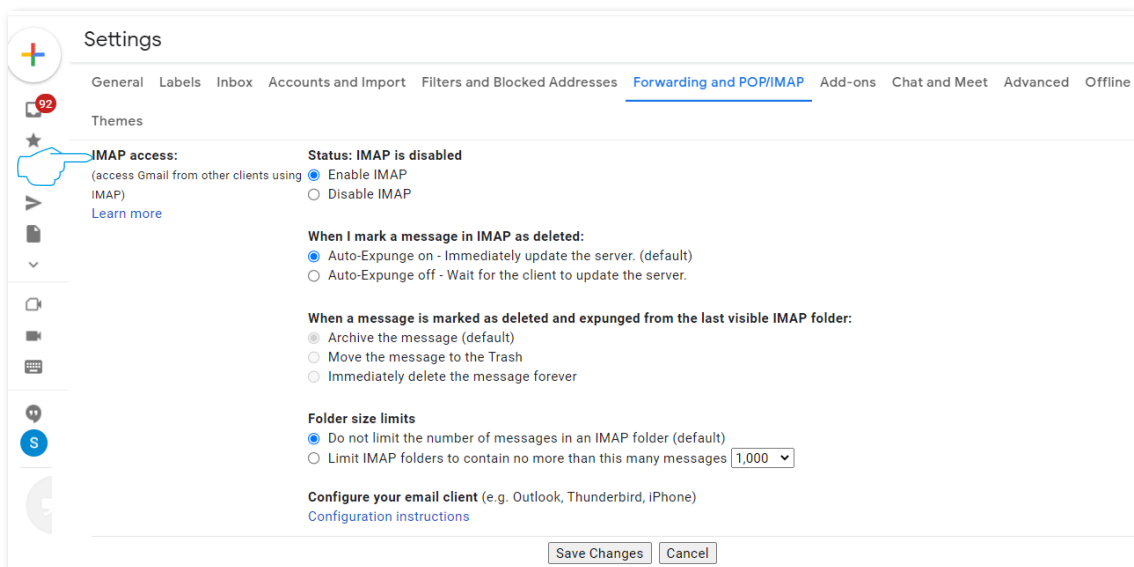 Settings
General Labels Inbox Accounts and Import Filters and Blocked Addresses Forwarding and POP/IMAP Add-ons Chat and Meet Advanced Offline
Themes
92
IMAP access:
(access Gmail from other clients using
IMAP)
Learn more
Status: IMAP is disabled
Enable IMAP
Disable IMAP
When I mark a message in IMAP as deleted:
Auto-Expunge on - Immediately update the server. (default)
Auto-Expunge off - Wait for the client to update the server.
When a message is marked as deleted and expunged from the last visible IMAP folder:
Archive the message (default)
Move the message to the Trash
Immediately delete the message forever
Folder size limits
Do not limit the number of messages in an IMAP folder (default)
Limit IMAP folders to contain no more than this many messages 1,000
S
Configure your email client (e.g. Outlook, Thunderbird, iPhone)
Configuration instructions
Save Changes Cancel